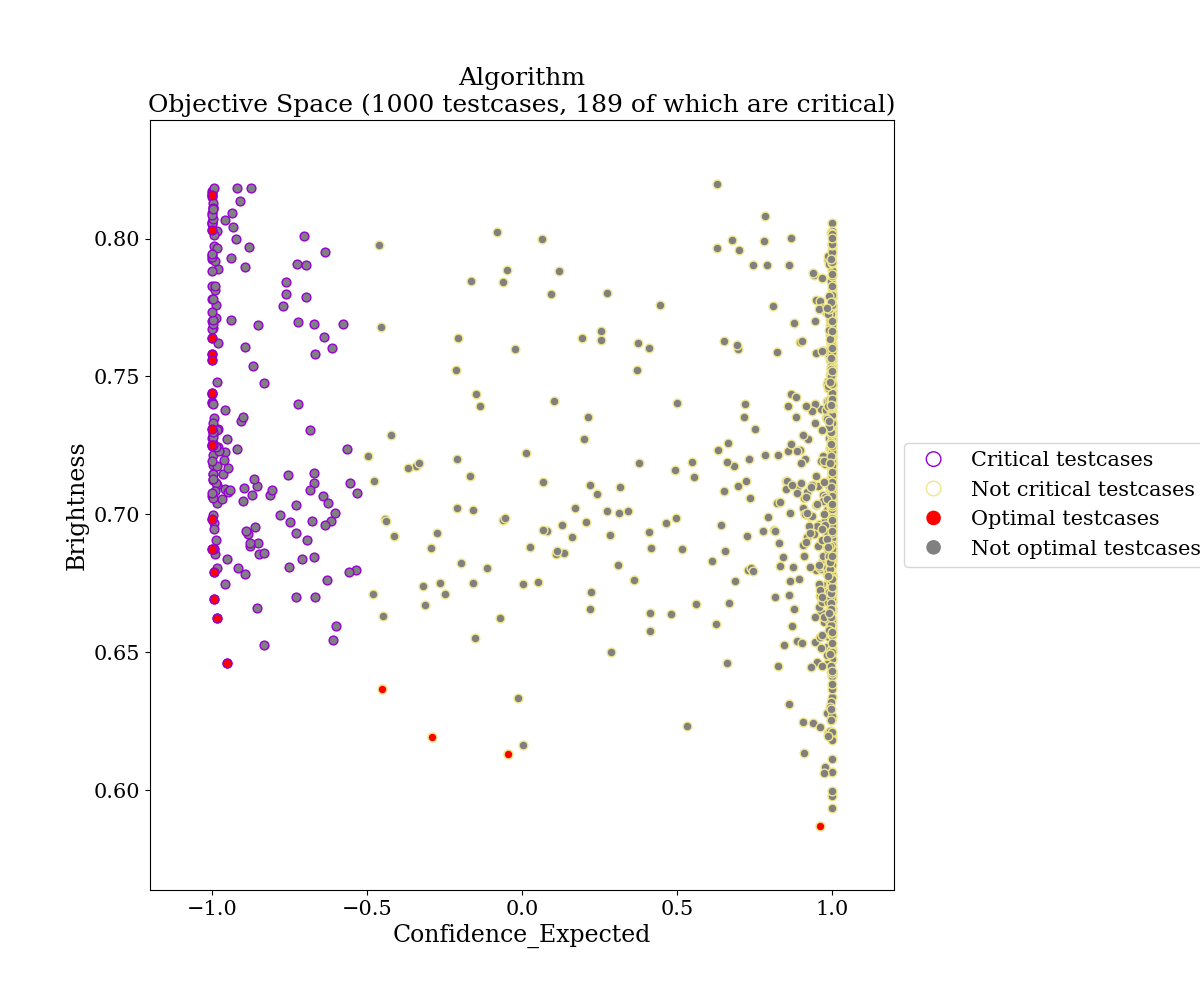 Algorithm
Objective Space (1000 testcases, 189 of which are critical)
0.80
0.75
0.70
0.65
0.60
Brightness
−1.0
−0.5
0.0
0.5
1.0
Confidence_Expected
Critical testcases
Not critical testcases
Optimal testcases
Not optimal testcases